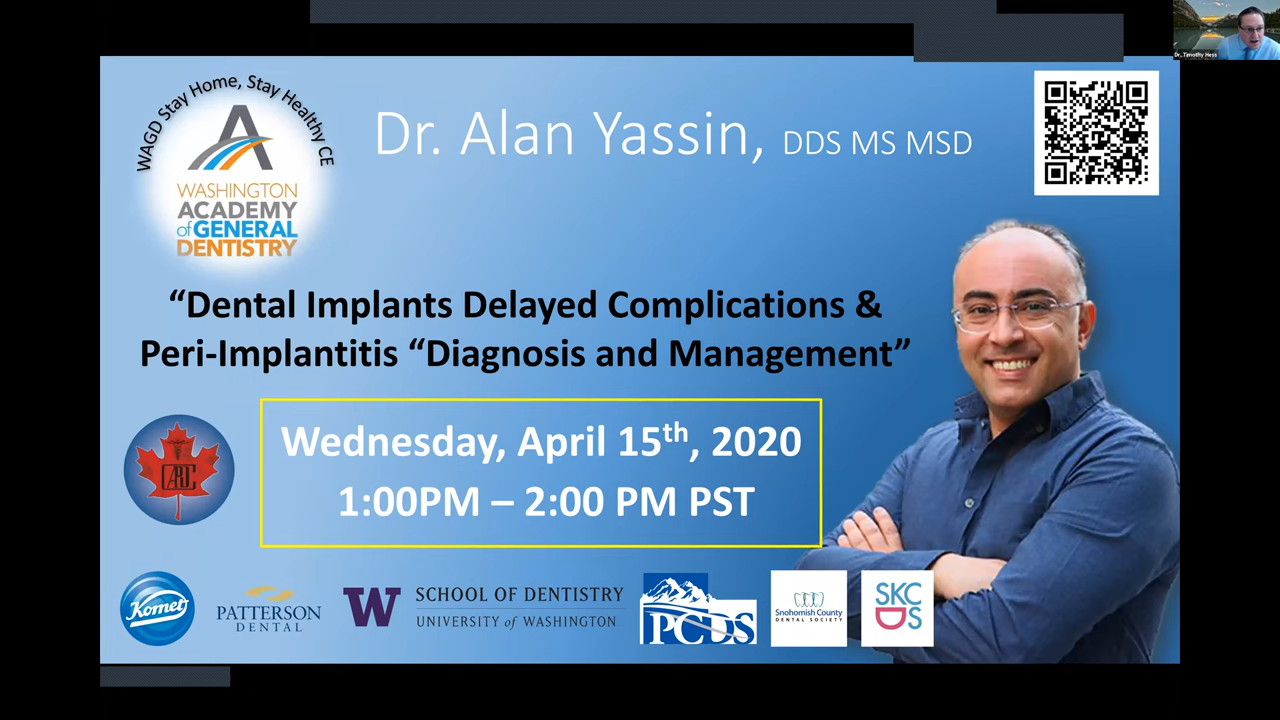 Dr. Timothy Hess
WAGD Stay Home, Stay Healthy CE
WASHINGTON
ACADEMY
of GENERAL
DENTISTRY
Dr. Alan Yassin, DDS MS MSD
“Dental Implants Delayed Complications &
Peri-Implantitis “Diagnosis and Management”
Wednesday, April 15th, 2020
1:00PM – 2:00 PM PST
Komet
PATTERSON
DENTAL
W
SCHOOL OF DENTISTRY
UNIVERSITY of WASHINGTON
PCDS
Snohomish County
DENTAL SOCIETY
SKC
DS